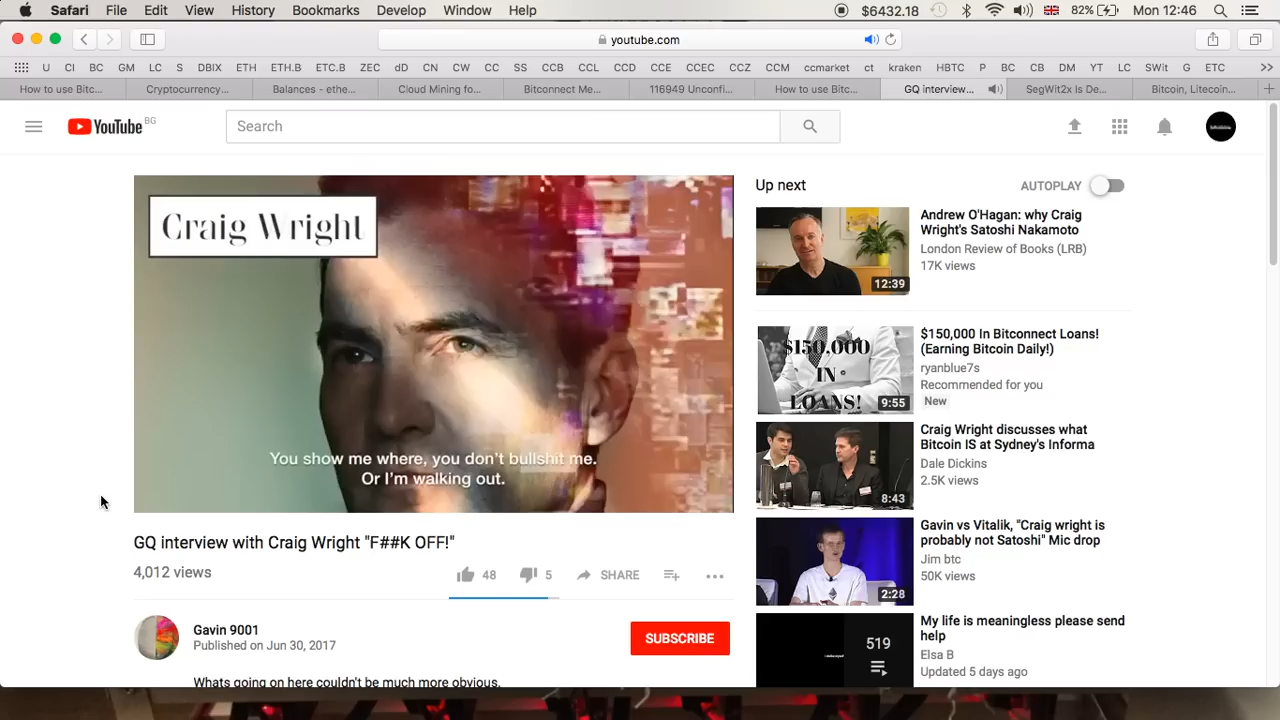 Safari File Edit View History Bookmarks Develop Window Help $6432.18 82% Mon 12:46
youtube.com
U CI BC GM LC S DBIX ETH ETH.B ETC.B ZEC dD CN CW CC SS CCB CCL CCD CCE CCEC CCZ CCM ccmarket ct kraken HBTC P BC CB DM YT LC SWit G ETC >>
How to use Bitc... Cryptocurrency... Balances - ethe... Cloud Mining fo... Bitconnect Me... 116949 Unconfi... How to use Bitc... GQ interview... SegWit2x Is De... Bitcoin, Litecoin...
YouTube BG
Search
Craig Wright
You show me where, you don't bullshit me.
Or I'm walking out.
GQ interview with Craig Wright "F##K OFF!"
4,012 views
48 5 SHARE
Gavin 9001
Published on Jun 30, 2017
SUBSCRIBE
Whats going on here couldn't be much more obvious.
Up next
AUTOPLAY
12:39
Andrew O'Hagan: why Craig
Wright's Satoshi Nakamoto
London Review of Books (LRB)
17K views
$150,000
IN
LOANS!
9:55
$150,000 In Bitconnect Loans!
(Earning Bitcoin Daily!)
ryanblue7s
Recommended for you
New
8:43
Craig Wright discusses what
Bitcoin IS at Sydney's Informa
Dale Dickins
2.5K views
2:28
Gavin vs Vitalik, "Craig wright is
probably not Satoshi" Mic drop
Jim btc
50K views
519
My life is meaningless please send
help
Elsa B
Updated 5 days ago